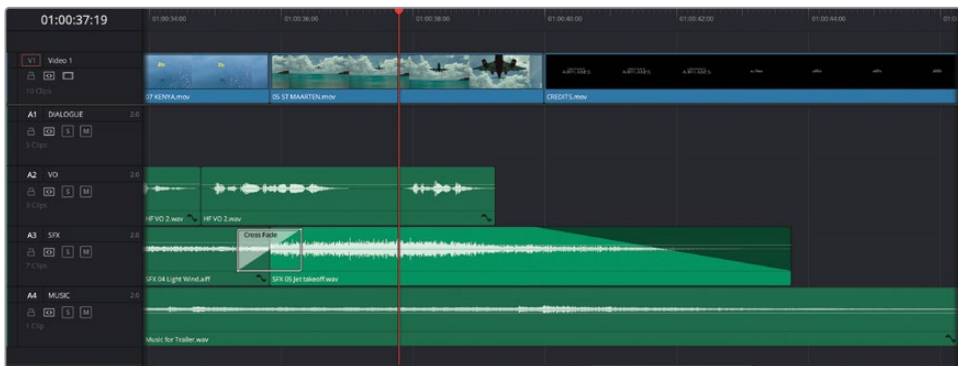 01:00:37:19
01:00:34:00 01:00:36:00 01:00:38:00 01:00:40:00 01:00:42:00 01:00:44:00
V1 Video 1
10 Clips
07 KENYA.mov 05 ST MAARTEN.mov CREDITS.mov
A1 DIALOGUE 2.0
S M
5 Clips
A2 VO 2.0
S M
3 Clips
HF VO 2.wav HF VO 2.wav
A3 SFX 2.0
Cross Fade
S M
7 Clips
SFX 04 Light Wind.aiff SFX 05 Jet takeoff.wav
A4 MUSIC 2.0
S M
1 Clip
Music for Trailer.wav